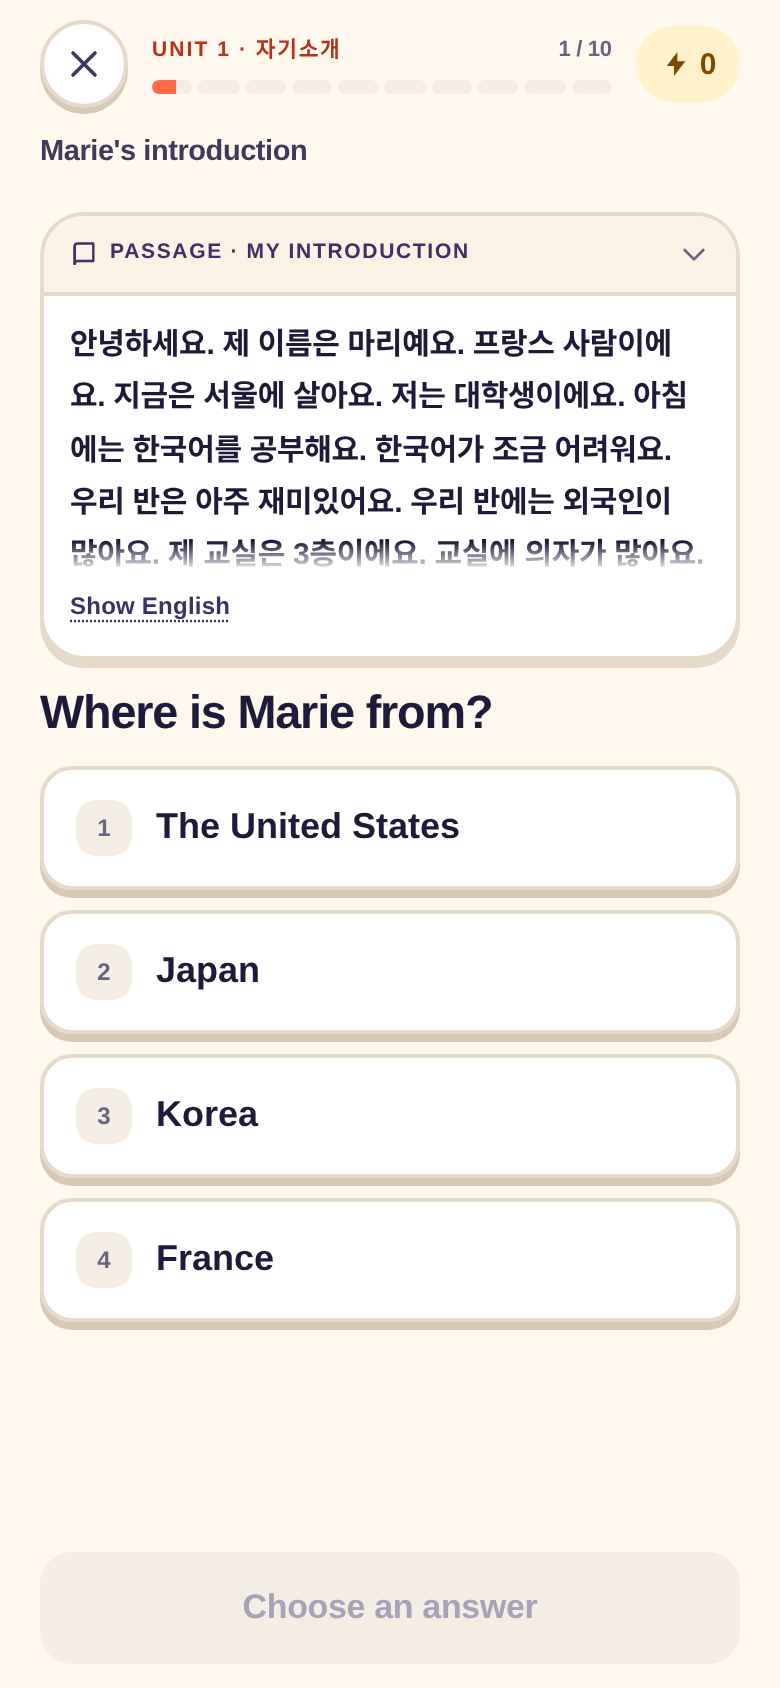 UNIT 1 · 자기소개
1 / 10
0
Marie's introduction
PASSAGE · MY INTRODUCTION
안녕하세요. 제 이름은 마리예요. 프랑스 사람이에
요. 지금은 서울에 살아요. 저는 대학생이에요. 아침
에는 한국어를 공부해요. 한국어가 조금 어려워요.
우리 반은 아주 재미있어요. 우리 반에는 외국인이
많아요. 제 교실은 3층이에요. 교실에 의자가 많아요.
Show English
Where is Marie from?
1 The United States
2 Japan
3 Korea
4 France
Choose an answer